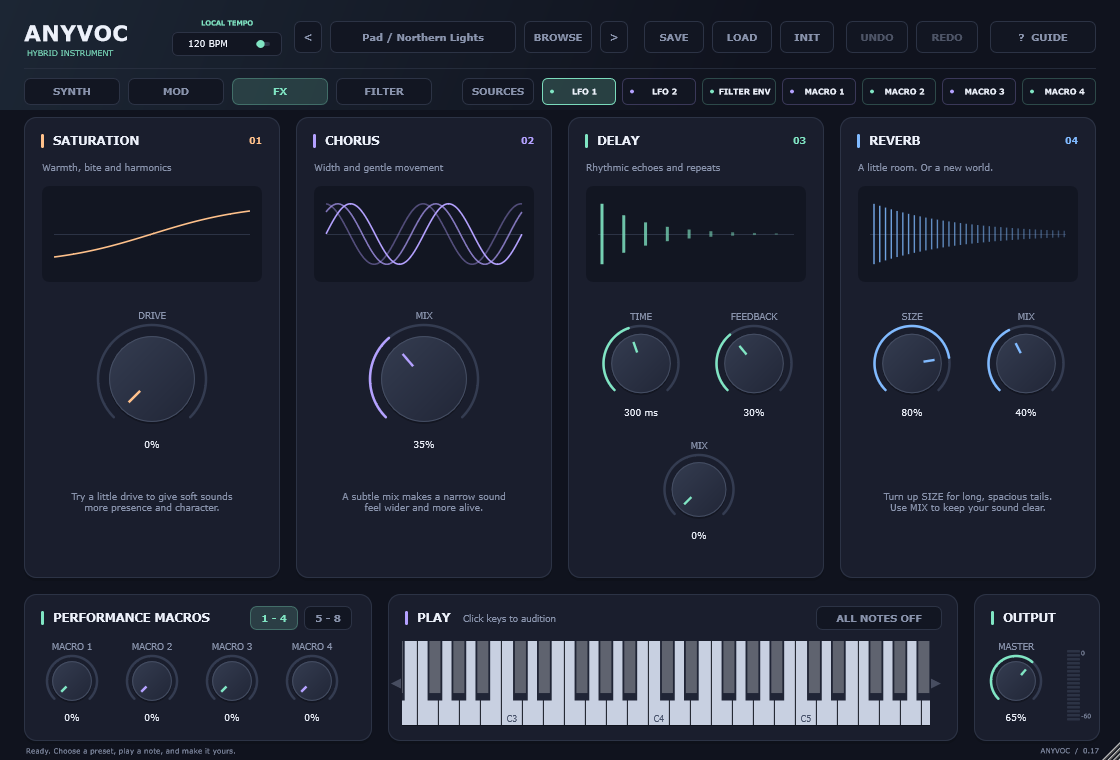 ANYVOC
HYBRID INSTRUMENT
LOCAL TEMPO
120 BPM
< Pad / Northern Lights BROWSE > SAVE LOAD INIT UNDO REDO ? GUIDE
SYNTH MOD FX FILTER SOURCES LFO 1 LFO 2 FILTER ENV MACRO 1 MACRO 2 MACRO 3 MACRO 4
SATURATION 01
Warmth, bite and harmonics
DRIVE
0%
Try a little drive to give soft sounds
more presence and character.
CHORUS 02
Width and gentle movement
MIX
35%
A subtle mix makes a narrow sound
feel wider and more alive.
DELAY 03
Rhythmic echoes and repeats
TIME FEEDBACK
300 ms 30%
MIX
0%
REVERB 04
A little room. Or a new world.
SIZE MIX
80% 40%
Turn up SIZE for long, spacious tails.
Use MIX to keep your sound clear.
PERFORMANCE MACROS 1 - 4 5 - 8
MACRO 1 MACRO 2 MACRO 3 MACRO 4
0% 0% 0% 0%
PLAY Click keys to audition ALL NOTES OFF
C3 C4 C5
OUTPUT
MASTER
0
65%
-60
Ready. Choose a preset, play a note, and make it yours.
ANYVOC / 0.17